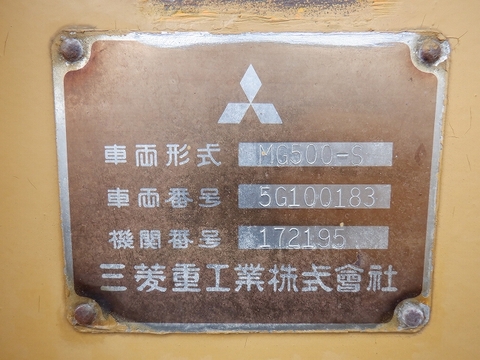 車両形式 MG500-S
車両番号 5G100183
機関番号 172195
三菱重工業株式會社